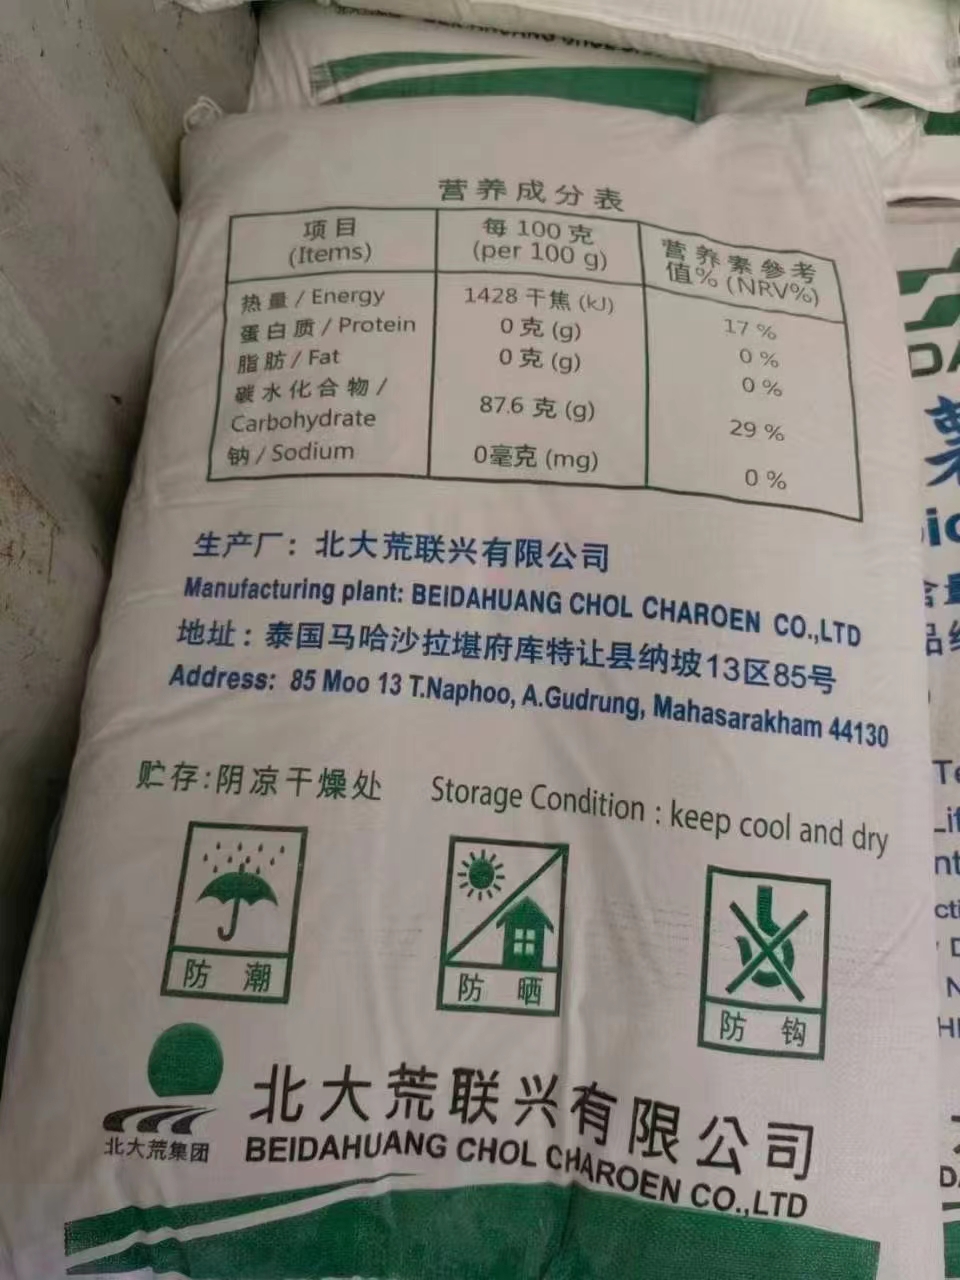 营养成分表
项目 每100克 营养素參考
(Items) (per 100 g) 值% (NRV%)
热量 / Energy 1428 干焦 (kJ) 17 %
蛋白质 / Protein 0 克 (g) 0 %
脂肪 / Fat 0 克 (g) 0 %
碳水化合物 /
Carbohydrate 87.6 克 (g) 29 %
钠 / Sodium 0毫克 (mg) 0 %
生产厂：北大荒联兴有限公司
Manufacturing plant: BEIDAHUANG CHOL CHAROEN CO.,LTD
地址：泰国马哈沙拉堪府库特让县纳坡13区85号
Address: 85 Moo 13 T.Naphoo, A.Gudrung, Mahasarakham 44130
贮存:阴凉干燥处 Storage Condition : keep cool and dry
防潮 防晒 防钩
北大荒集团
北大荒联兴有限公司
BEIDAHUANG CHOL CHAROEN CO.,LTD